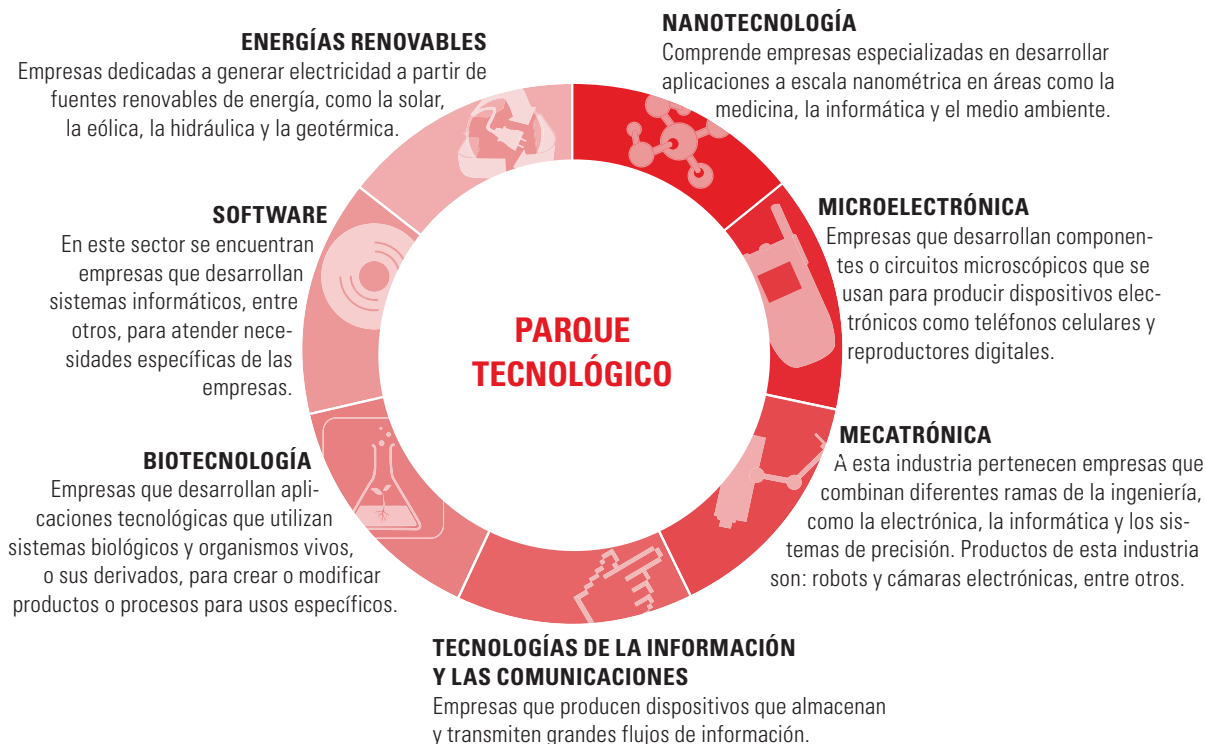 ENERGÍAS RENOVABLES
Empresas dedicadas a generar electricidad a partir de
fuentes renovables de energía, como la solar,
la eólica, la hidráulica y la geotérmica.
NANOTECNOLOGÍA
Comprende empresas especializadas en desarrollar
aplicaciones a escala nanométrica en áreas como la
medicina, la informática y el medio ambiente.
SOFTWARE
En este sector se encuentran
empresas que desarrollan
sistemas informáticos, entre
otros, para atender nece-
sidades específicas de las
empresas.
MICROELECTRÓNICA
Empresas que desarrollan componen-
tes o circuitos microscópicos que se
usan para producir dispositivos elec-
trónicos como teléfonos celulares y
reproductores digitales.
PARQUE
TECNOLÓGICO
BIOTECNOLOGÍA
Empresas que desarrollan apli-
caciones tecnológicas que utilizan
sistemas biológicos y organismos vivos,
o sus derivados, para crear o modificar
productos o procesos para usos específicos.
MECATRÓNICA
A esta industria pertenecen empresas que
combinan diferentes ramas de la ingeniería,
como la electrónica, la informática y los sis-
temas de precisión. Productos de esta industria
son: robots y cámaras electrónicas, entre otros.
TECNOLOGÍAS DE LA INFORMACIÓN
Y LAS COMUNICACIONES
Empresas que producen dispositivos que almacenan
y transmiten grandes flujos de información.